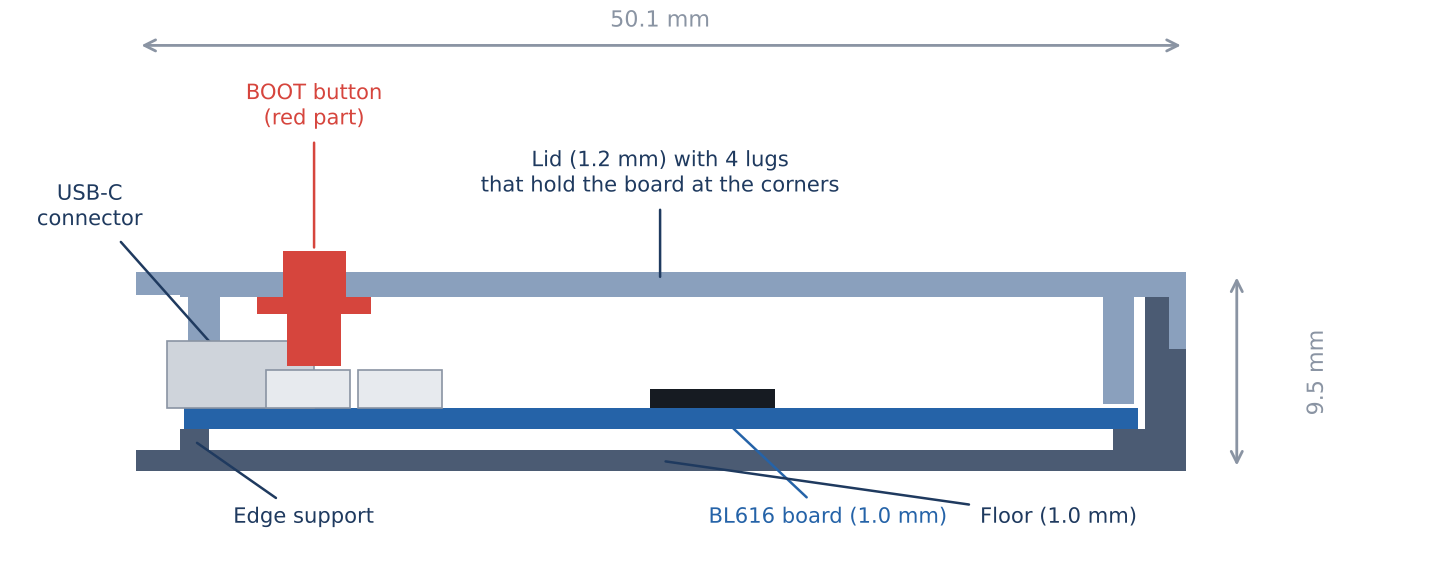 50.1 mm
BOOT button
(red part)
Lid (1.2 mm) with 4 lugs
that hold the board at the corners
USB-C
connector
9.5 mm
Edge support
BL616 board (1.0 mm)
Floor (1.0 mm)